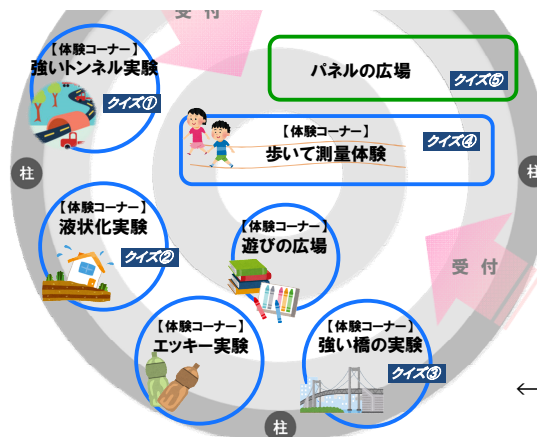 受 付
【体験コーナー】
強いトンネル実験
クイズ①
パネルの広場
クイズ⑤
【体験コーナー】
歩いて測量体験
クイズ④
柱
柱
【体験コーナー】
液状化実験
クイズ②
【体験コーナー】
遊びの広場
受 付
【体験コーナー】
エッキー実験
【体験コーナー】
強い橋の実験
クイズ③
←
柱